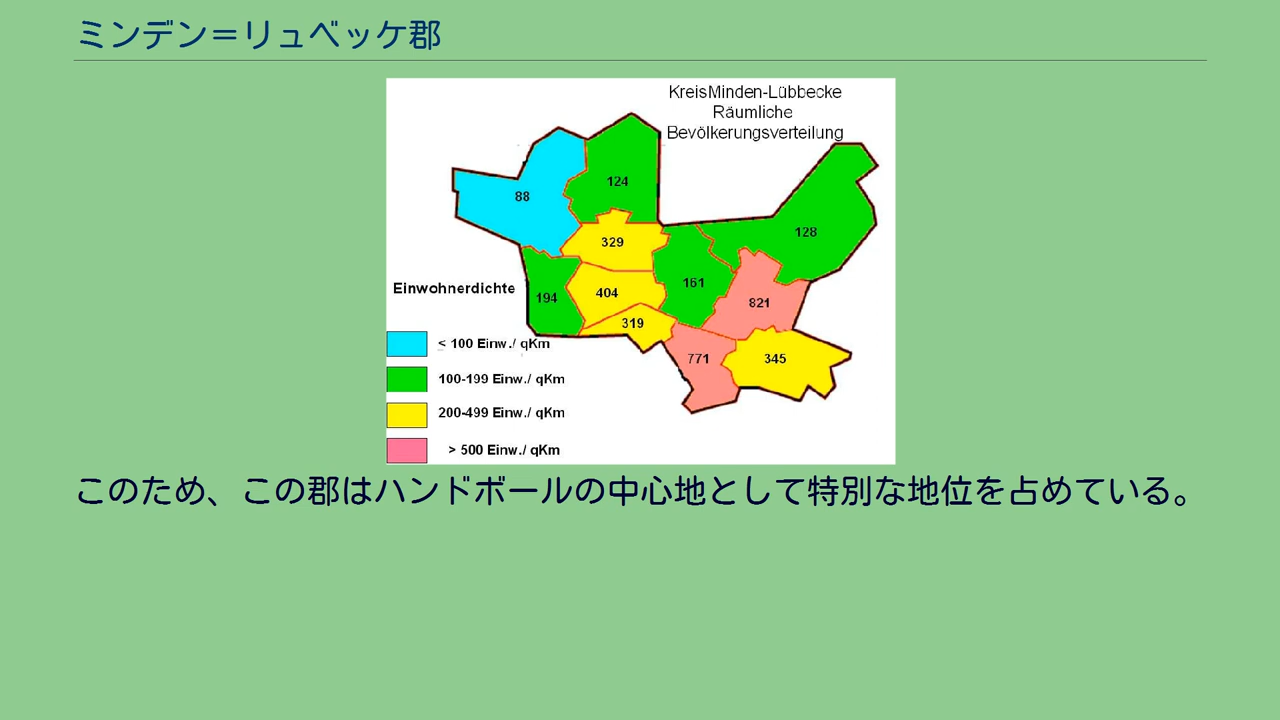 ミンデン＝リュベッケ郡
KreisMinden-Lübbecke
Räumliche
Bevölkerungsverteilung
124
88
128
329
161
Einwohnerdichte
194
404
821
319
< 100 Einw./ qKm
771
345
100-199 Einw./ qKm
200-499 Einw./ qKm
> 500 Einw./ qKm
このため、この郡はハンドボールの中心地として特別な地位を占めている。